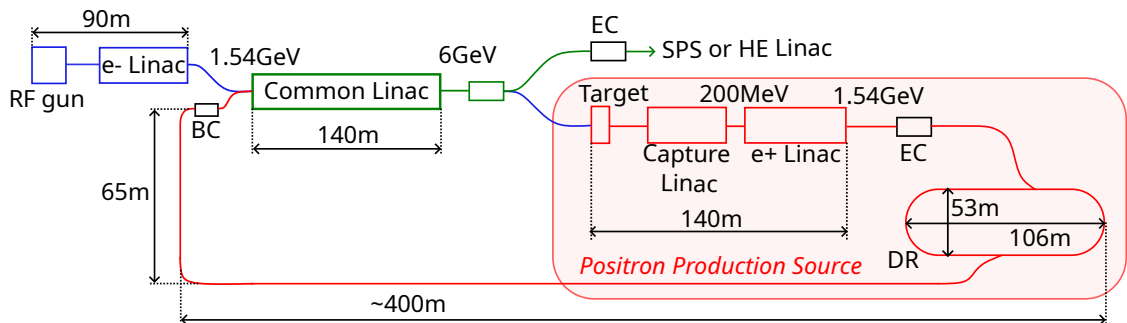 90m
EC
e- Linac
1.54GeV
6GeV
SPS or HE Linac
RF gun
Common Linac
Target
200MeV
1.54GeV
BC
140m
Capture
Linac
e+ Linac
EC
65m
140m
53m
106m
Positron Production Source
DR
~400m